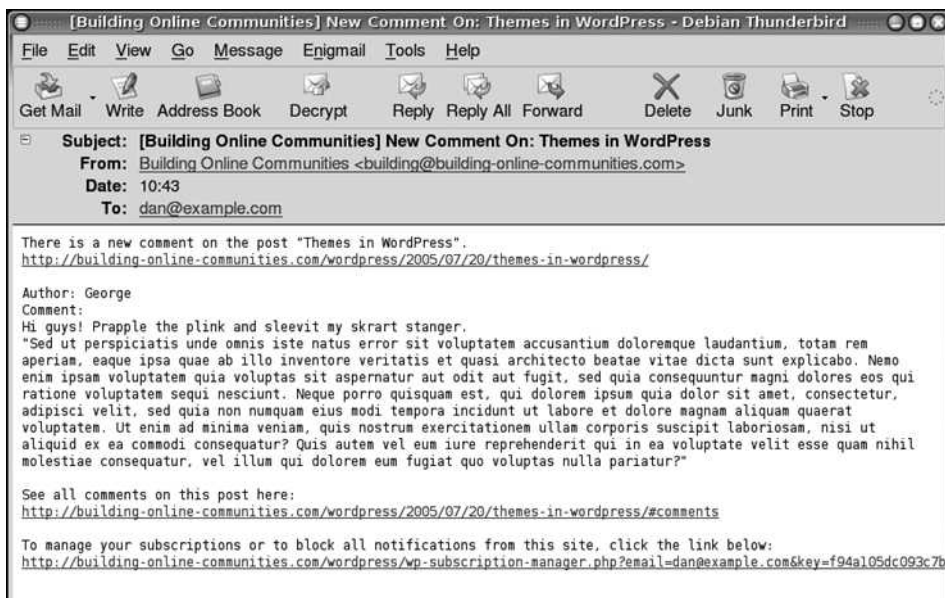 [Building Online Communities] New Comment On: Themes in WordPress - Debian Thunderbird
File Edit View Go Message Enigmail Tools Help
Get Mail Write Address Book Decrypt Reply Reply All Forward Delete Junk Print Stop
Subject: [Building Online Communities] New Comment On: Themes in WordPress
From: Building Online Communities <building@building-online-communities.com>
Date: 10:43
To: dan@example.com
There is a new comment on the post "Themes in WordPress".
http://building-online-communities.com/wordpress/2005/07/20/themes-in-wordpress/
Author: George
Comment:
Hi guys! Prapple the plink and sleevit my skrart stanger.
"Sed ut perspiciatis unde omnis iste natus error sit voluptatem accusantium doloremque laudantium, totam rem
aperiam, eaque ipsa quae ab illo inventore veritatis et quasi architecto beatae vitae dicta sunt explicabo. Nemo
enim ipsam voluptatem quia voluptas sit aspernatur aut odit aut fugit, sed quia consequuntur magni dolores eos qui
ratione voluptatem sequi nesciunt. Neque porro quisquam est, qui dolorem ipsum quia dolor sit amet, consectetur,
adipisci velit, sed quia non numquam eius modi tempora incidunt ut labore et dolore magnam aliquam quaerat
voluptatem. Ut enim ad minima veniam, quis nostrum exercitationem ullam corporis suscipit laboriosam, nisi ut
aliquid ex ea commodi consequatur? Quis autem vel eum iure reprehenderit qui in ea voluptate velit esse quam nihil
molestiae consequatur, vel illum qui dolorem eum fugiat quo voluptas nulla pariatur?"
See all comments on this post here:
http://building-online-communities.com/wordpress/2005/07/20/themes-in-wordpress/#comments
To manage your subscriptions or to block all notifications from this site, click the link below:
http://building-online-communities.com/wordpress/wp-subscription-manager.php?email=dan@example.com&key=f94a105dc093c7b